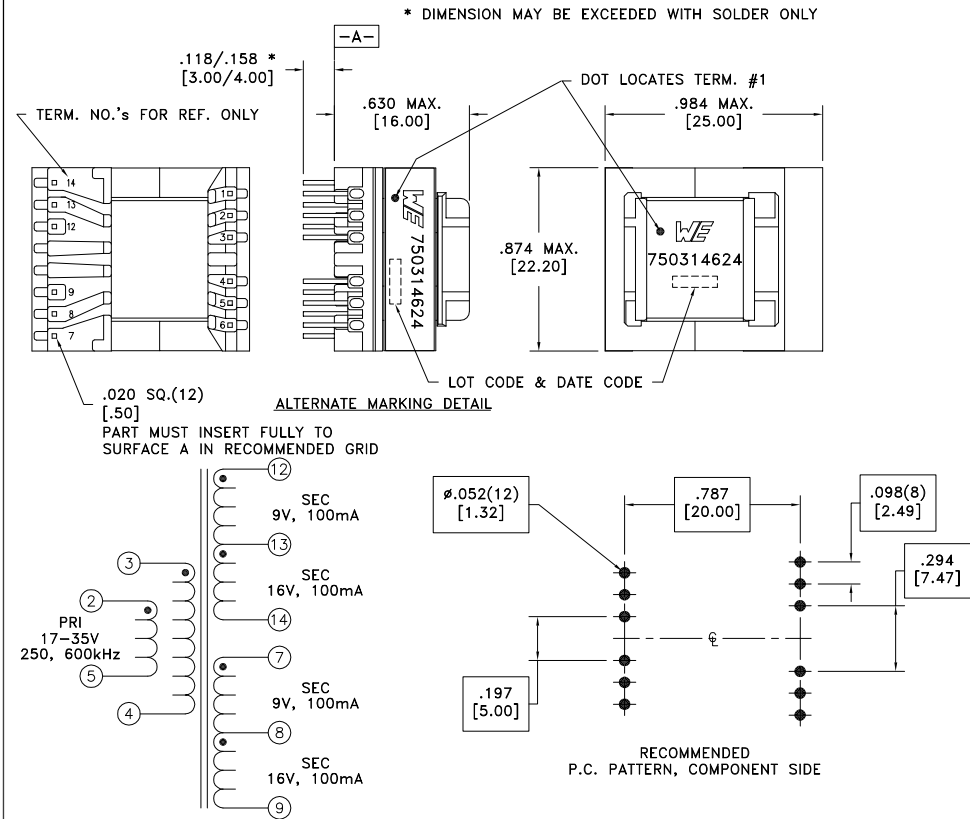 * DIMENSION MAY BE EXCEEDED WITH SOLDER ONLY
-A-
.118/.158 *
[3.00/4.00]
DOT LOCATES TERM. #1
.630 MAX.
[16.00]
.984 MAX.
[25.00]
TERM. NO.'s FOR REF. ONLY
14
13
12
9
8
7
1
2
3
4
5
6
WE 750314624
.874 MAX.
[22.20]
WE
750314624
LOT CODE & DATE CODE
.020 SQ.(12)
[.50]
ALTERNATE MARKING DETAIL
PART MUST INSERT FULLY TO
SURFACE A IN RECOMMENDED GRID
12
SEC
9V, 100mA
13
SEC
16V, 100mA
14
3
2
PRI
17-35V
250, 600kHz
5
4
7
SEC
9V, 100mA
8
SEC
16V, 100mA
9
ø.052(12)
[1.32]
.787
[20.00]
.098(8)
[2.49]
.294
[7.47]
℄
.197
[5.00]
RECOMMENDED
P.C. PATTERN, COMPONENT SIDE